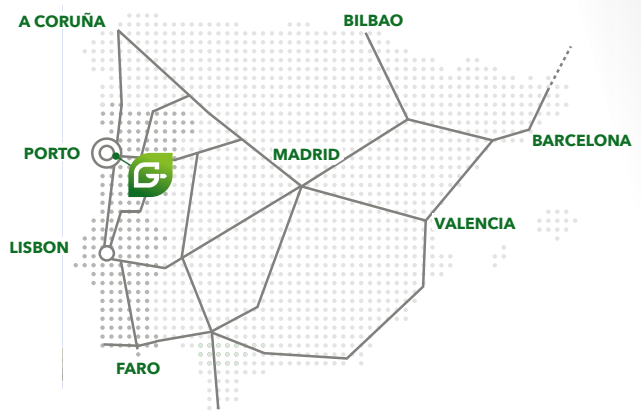 A CORUÑA
BILBAO
PORTO
MADRID
BARCELONA
G
VALENCIA
LISBON
FARO